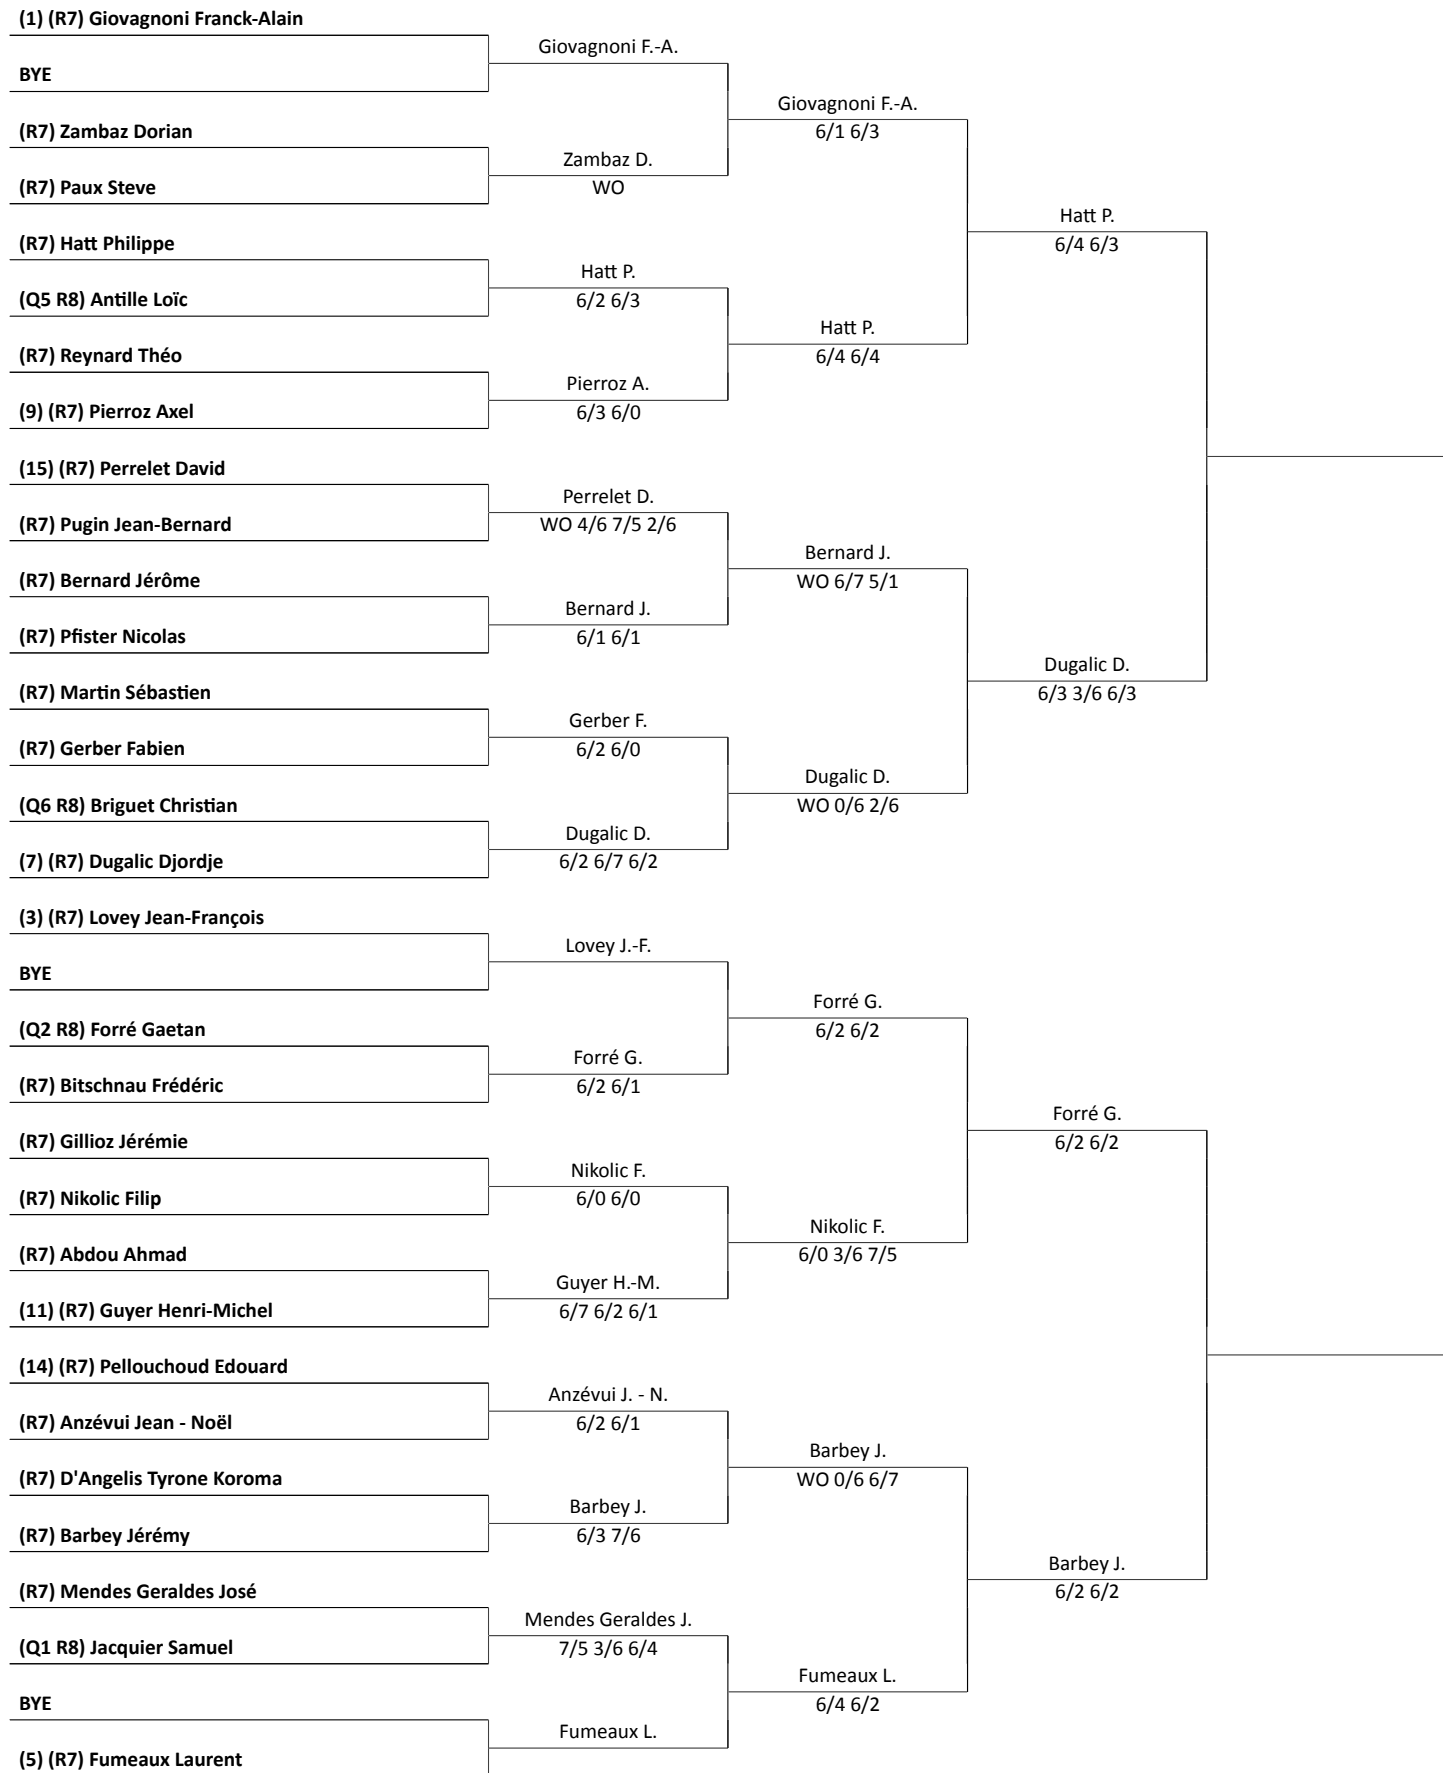 (1) (R7) Giovagnoni Franck-Alain
Giovagnoni F.-A.
BYE
Giovagnoni F.-A.
6/1 6/3
(R7) Zambaz Dorian
Zambaz D.
WO
(R7) Paux Steve
Hatt P.
6/4 6/3
(R7) Hatt Philippe
Hatt P.
6/2 6/3
(Q5 R8) Antille Loïc
Hatt P.
6/4 6/4
(R7) Reynard Théo
Pierroz A.
6/3 6/0
(9) (R7) Pierroz Axel
(15) (R7) Perrelet David
Perrelet D.
WO 4/6 7/5 2/6
(R7) Pugin Jean-Bernard
Bernard J.
WO 6/7 5/1
(R7) Bernard Jérôme
Bernard J.
6/1 6/1
(R7) Pfister Nicolas
Dugalic D.
6/3 3/6 6/3
(R7) Martin Sébastien
Gerber F.
6/2 6/0
(R7) Gerber Fabien
Dugalic D.
WO 0/6 2/6
(Q6 R8) Briguet Christian
Dugalic D.
6/2 6/7 6/2
(7) (R7) Dugalic Djordje
(3) (R7) Lovey Jean-François
Lovey J.-F.
BYE
Forré G.
6/2 6/2
(Q2 R8) Forré Gaetan
Forré G.
6/2 6/1
(R7) Bitschnau Frédéric
Forré G.
6/2 6/2
(R7) Gillioz Jérémie
Nikolic F.
6/0 6/0
(R7) Nikolic Filip
Nikolic F.
6/0 3/6 7/5
(R7) Abdou Ahmad
Guyer H.-M.
6/7 6/2 6/1
(11) (R7) Guyer Henri-Michel
(14) (R7) Pellouchoud Edouard
Anzévui J. - N.
6/2 6/1
(R7) Anzévui Jean - Noël
Barbey J.
WO 0/6 6/7
(R7) D'Angelis Tyrone Koroma
Barbey J.
6/3 7/6
(R7) Barbey Jérémy
Barbey J.
6/2 6/2
(R7) Mendes Geraldes José
Mendes Geraldes J.
7/5 3/6 6/4
(Q1 R8) Jacquier Samuel
Fumeaux L.
6/4 6/2
BYE
Fumeaux L.
(5) (R7) Fumeaux Laurent